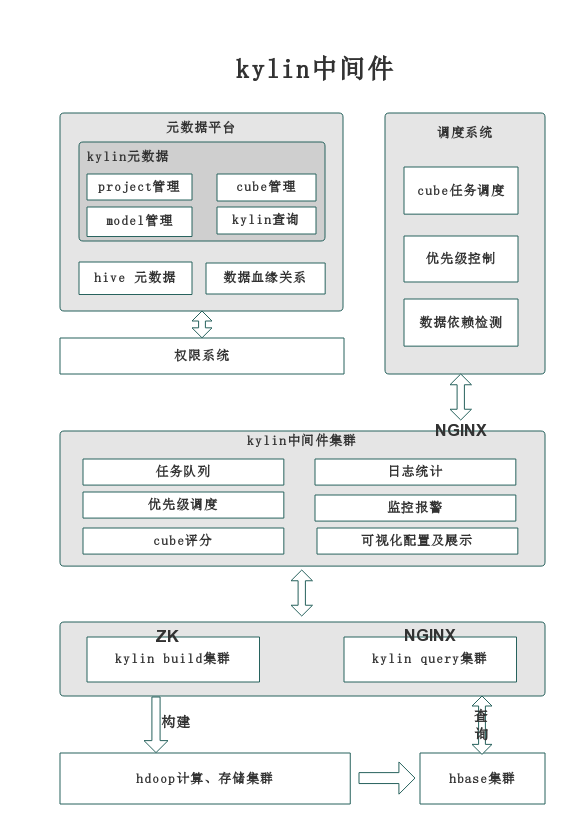 kylin中间件
元数据平台
kylin元数据
project管理
cube管理
model管理
kylin查询
hive 元数据
数据血缘关系
权限系统
调度系统
cube任务调度
优先级控制
数据依赖检测
NGINX
kylin中间件集群
任务队列
日志统计
优先级调度
监控报警
cube评分
可视化配置及展示
ZK
NGINX
kylin build集群
kylin query集群
构建
查
询
hdoop计算、存储集群
hbase集群